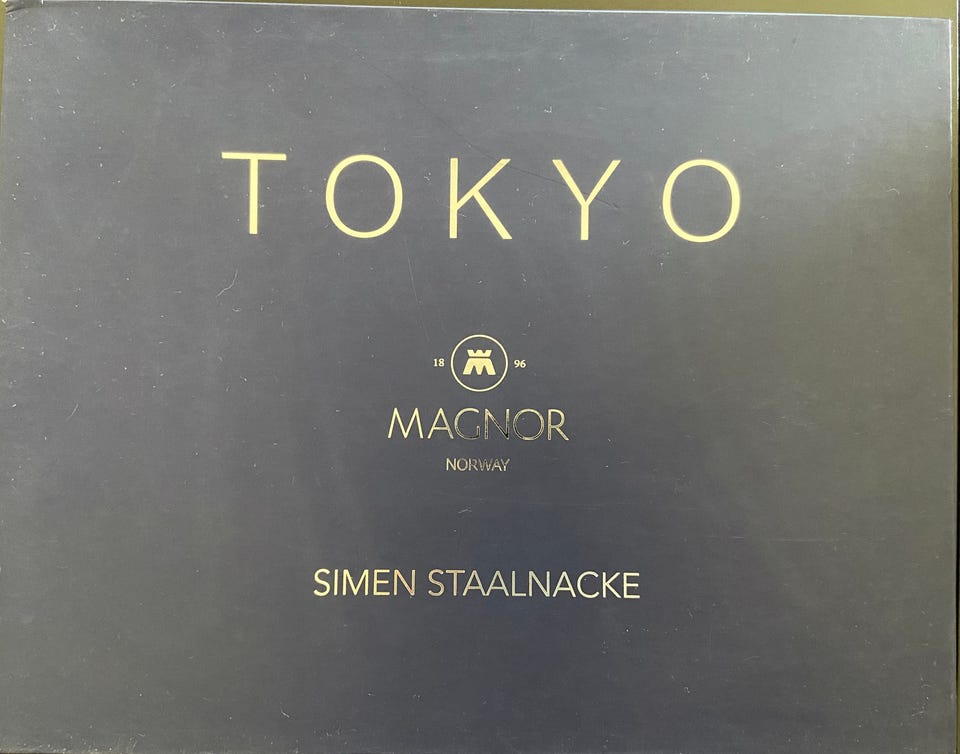 TOKYO
18 M 96
MAGNOR
NORWAY
SIMEN STAALNACKE